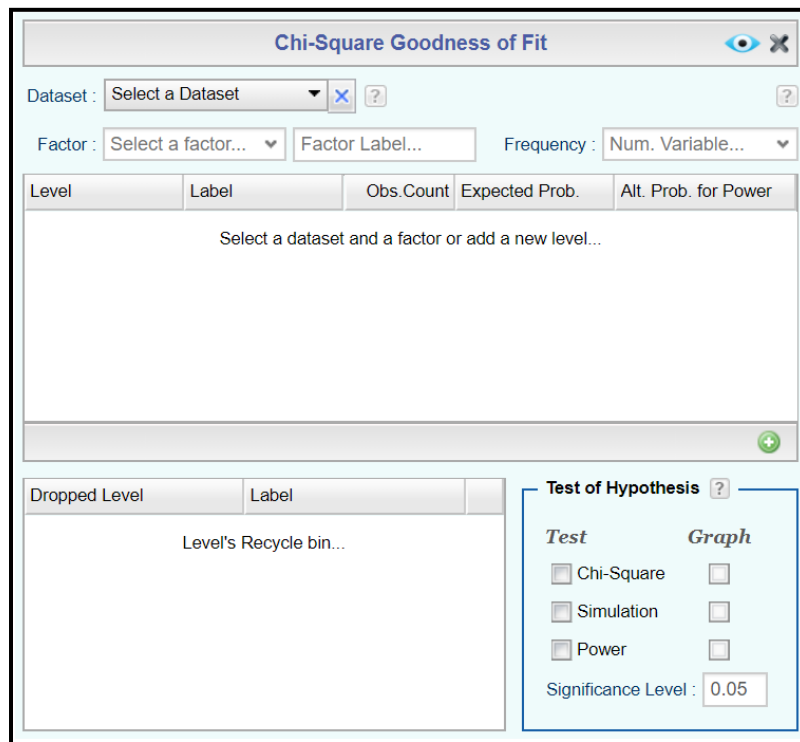 Chi-Square Goodness of Fit
Dataset : Select a Dataset ?
?
Factor : Select a factor... Factor Label... Frequency : Num. Variable...
Level Label Obs.Count Expected Prob. Alt. Prob. for Power
Select a dataset and a factor or add a new level...
Dropped Level Label
Level's Recycle bin...
Test of Hypothesis ?
Test Graph
Chi-Square
Simulation
Power
Significance Level : 0.05